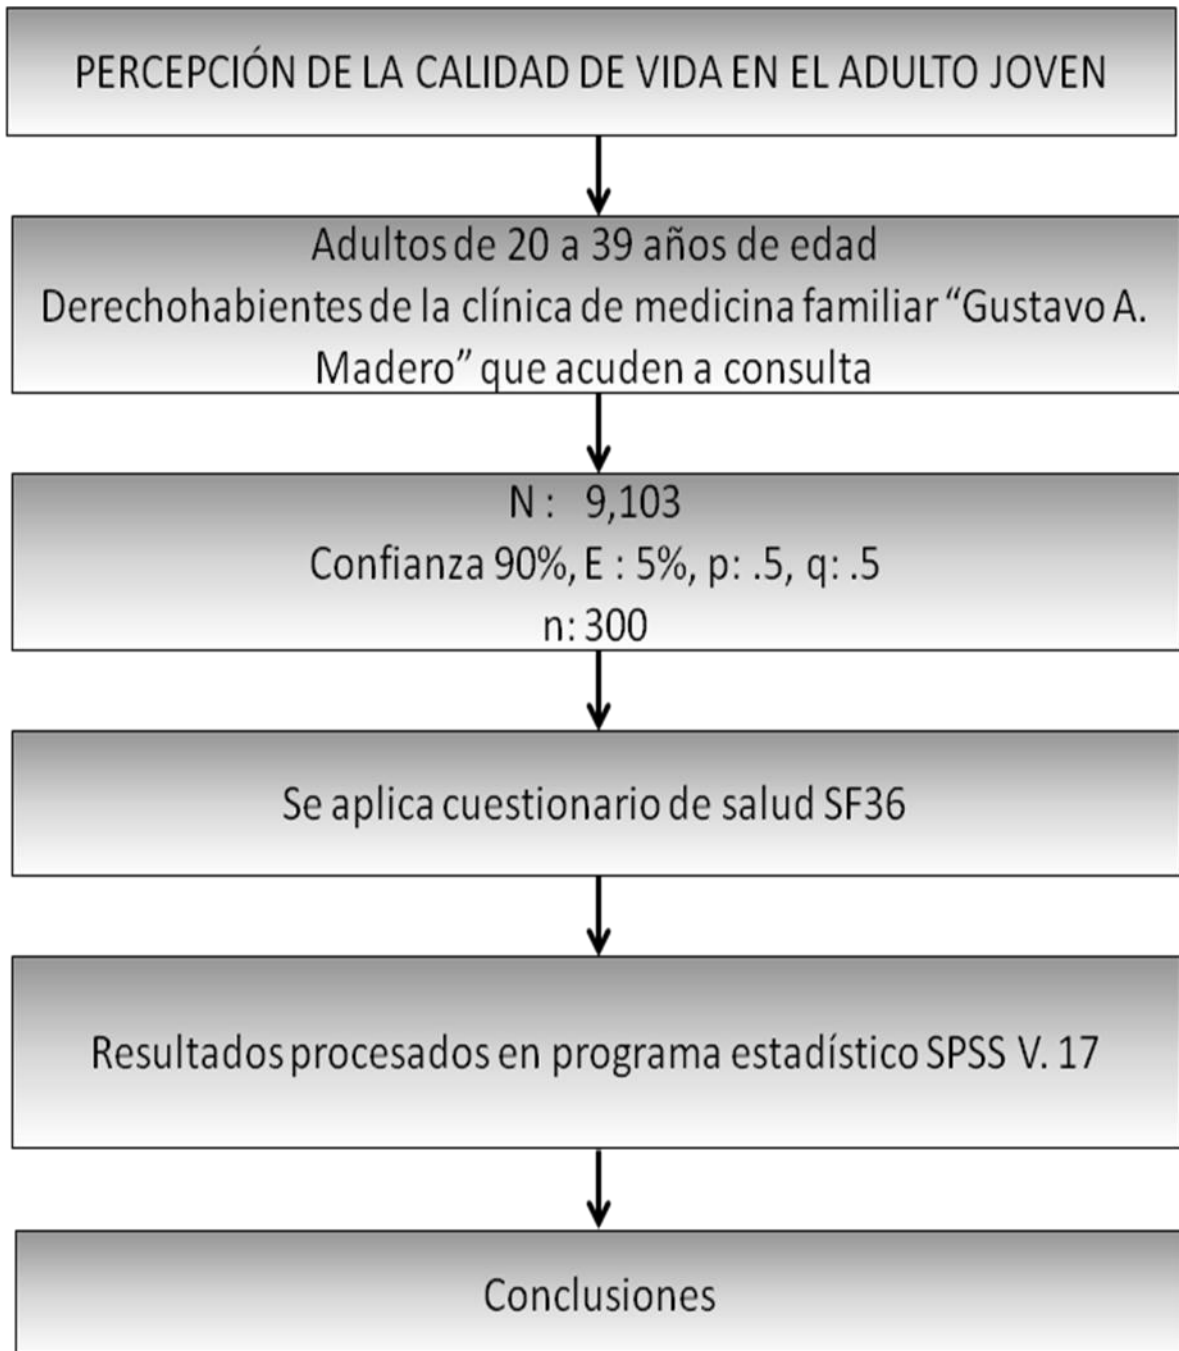 PERCEPCIÓN DE LA CALIDAD DE VIDA EN EL ADULTO JOVEN
Adultos de 20 a 39 años de edad
Derechohabientes de la clínica de medicina familiar “Gustavo A.
Madero” que acuden a consulta
N : 9,103
Confianza 90%, E : 5%, p: .5, q: .5
n: 300
Se aplica cuestionario de salud SF36
Resultados procesados en programa estadístico SPSS V. 17
Conclusiones